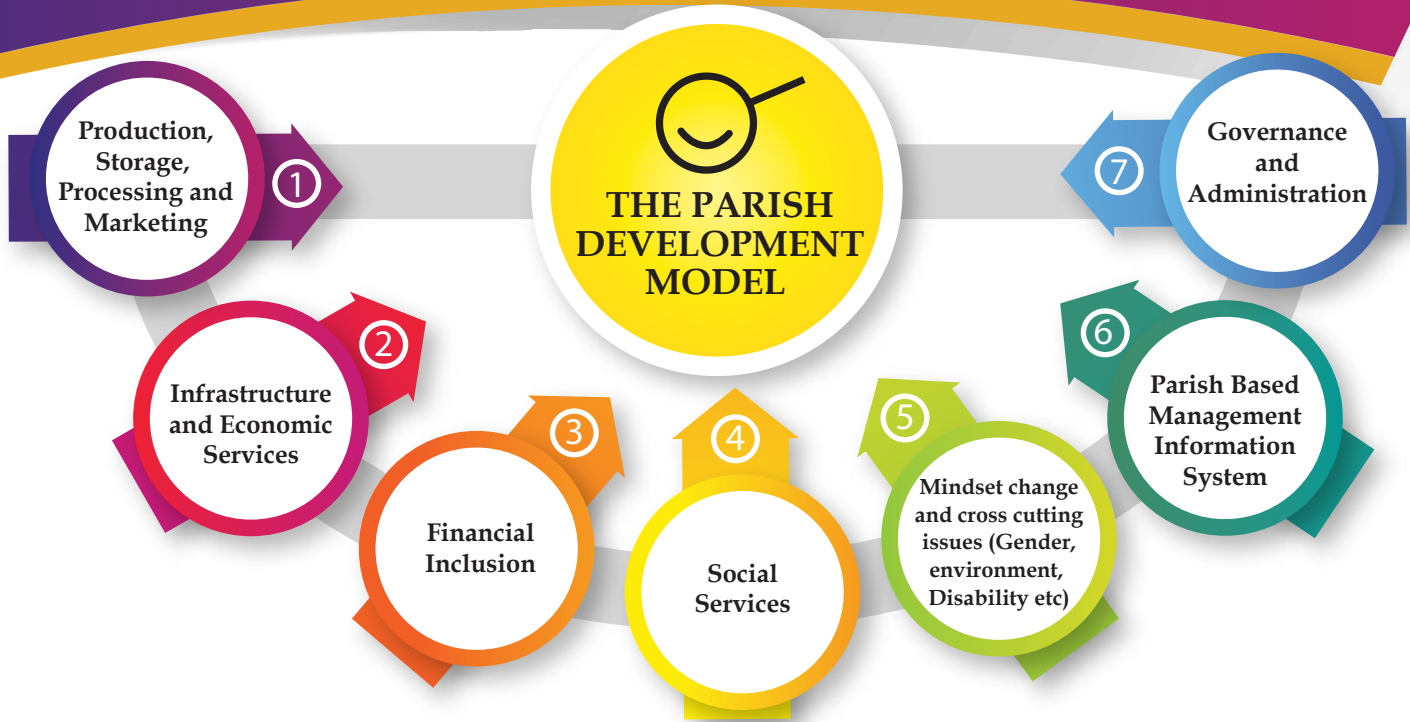 THE PARISH
DEVELOPMENT
MODEL
Production,
Storage,
Processing and
Marketing
1
Infrastructure
and Economic
Services
2
Financial
Inclusion
3
Social
Services
4
Mindset change
and cross cutting
issues (Gender,
environment,
Disability etc)
5
Parish Based
Management
Information
System
6
Governance
and
Administration
7